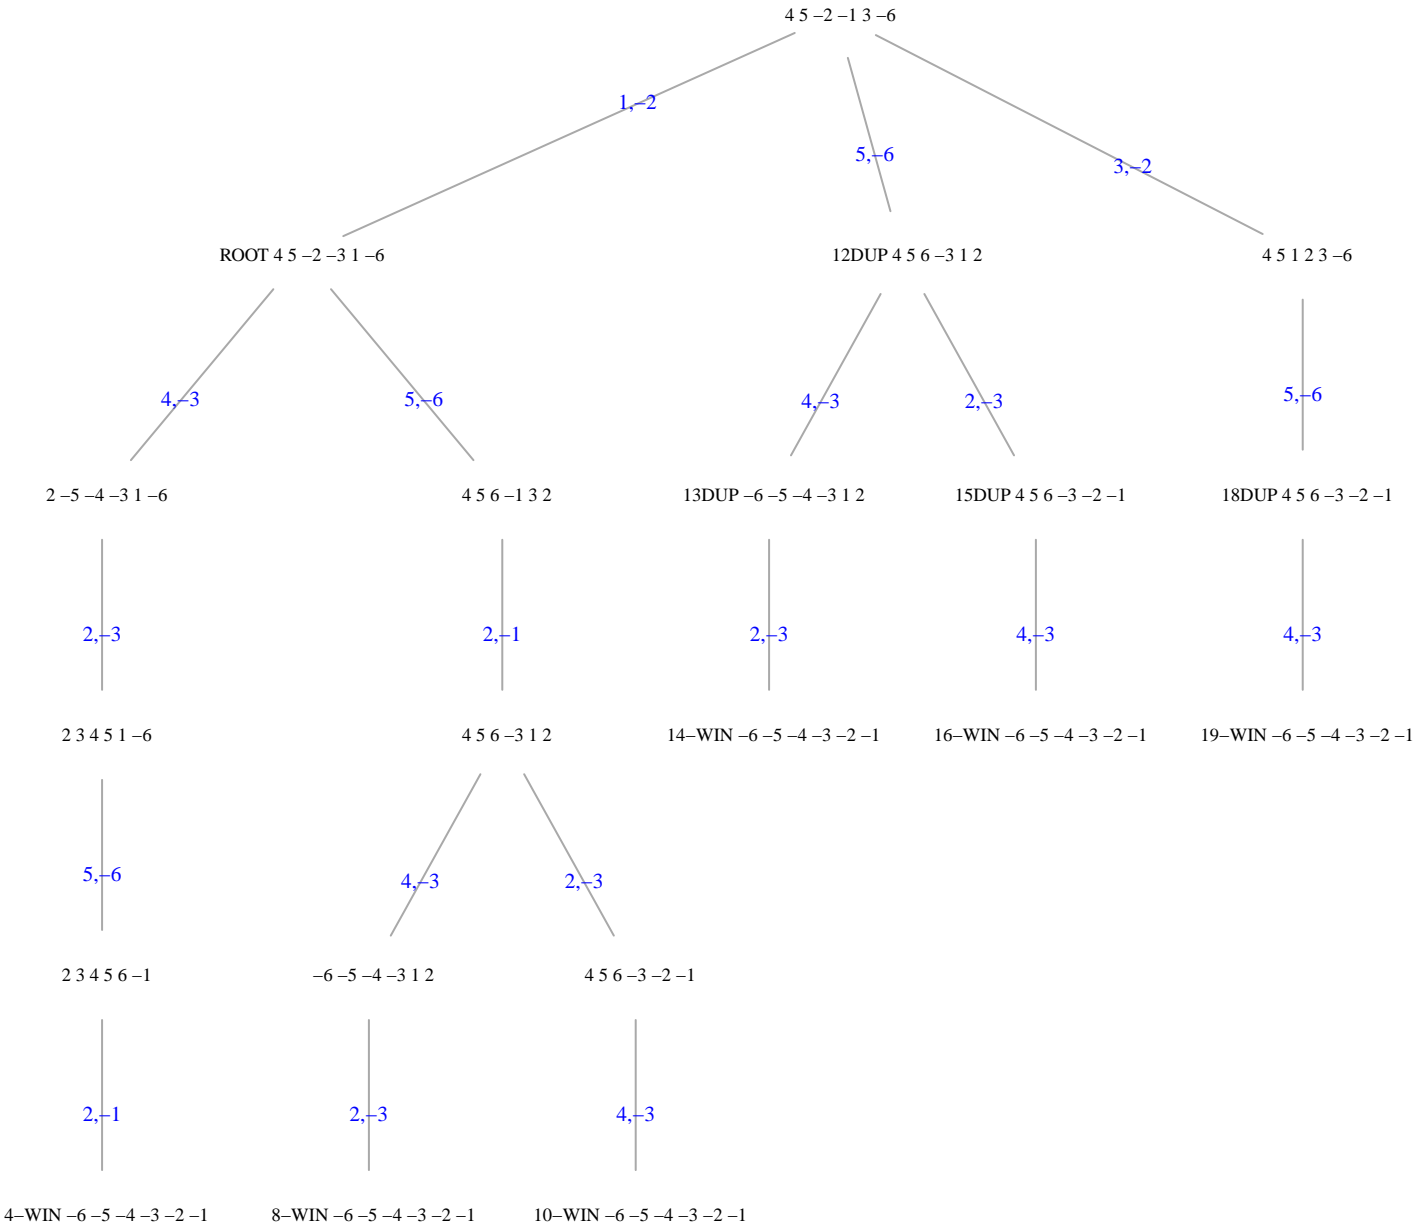 4 5 –2 –1 3 –6
1,–2
5,–6
3,–2
ROOT 4 5 –2 –3 1 –6
12DUP 4 5 6 –3 1 2
4 5 1 2 3 –6
4,–3
5,–6
4,–3
2,–3
5,–6
2 –5 –4 –3 1 –6
4 5 6 –1 3 2
13DUP –6 –5 –4 –3 1 2
15DUP 4 5 6 –3 –2 –1
18DUP 4 5 6 –3 –2 –1
2,–3
2,–1
2,–3
4,–3
4,–3
2 3 4 5 1 –6
4 5 6 –3 1 2
14–WIN –6 –5 –4 –3 –2 –1
16–WIN –6 –5 –4 –3 –2 –1
19–WIN –6 –5 –4 –3 –2 –1
5,–6
4,–3
2,–3
2 3 4 5 6 –1
–6 –5 –4 –3 1 2
4 5 6 –3 –2 –1
2,–1
2,–3
4,–3
4–WIN –6 –5 –4 –3 –2 –1
8–WIN –6 –5 –4 –3 –2 –1
10–WIN –6 –5 –4 –3 –2 –1